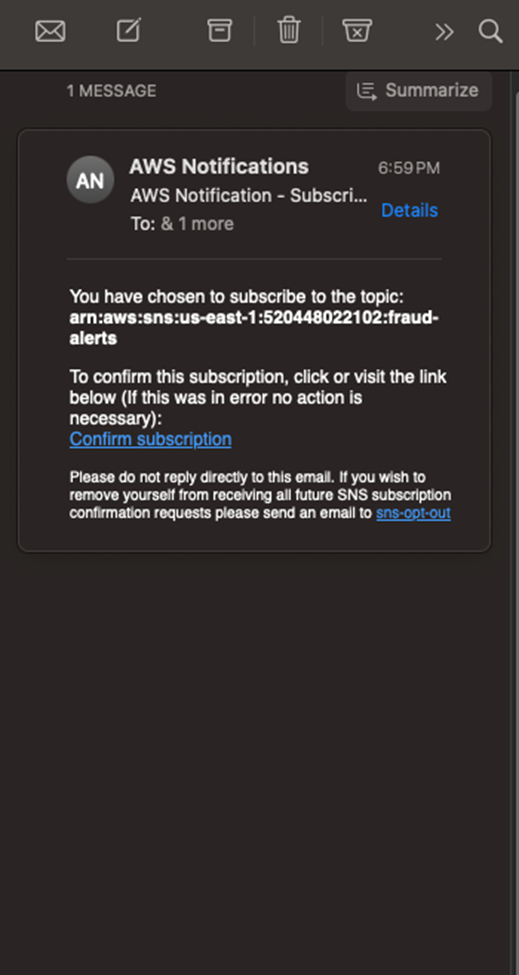 1 MESSAGE
Summarize
AN
AWS Notifications
6:59 PM
AWS Notification - Subscri...
Details
To: & 1 more
You have chosen to subscribe to the topic:
arn:aws:sns:us-east-1:520448022102:fraud-
alerts
To confirm this subscription, click or visit the link
below (If this was in error no action is
necessary):
Confirm subscription
Please do not reply directly to this email. If you wish to
remove yourself from receiving all future SNS subscription
confirmation requests please send an email to sns-opt-out